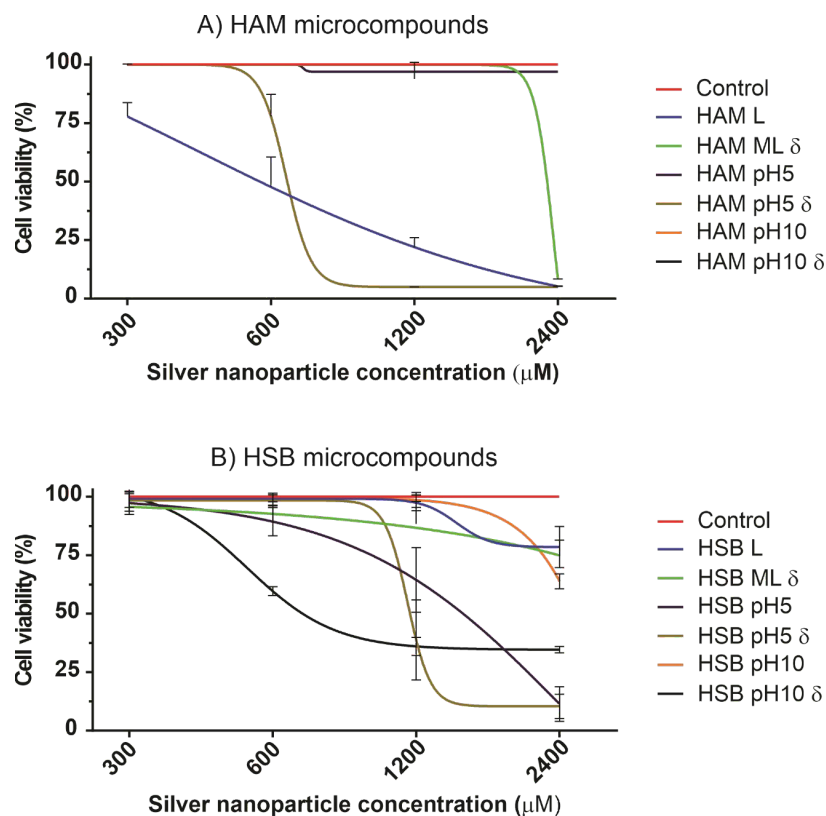 A) HAM microcompounds
Cell viability (%)
100
75
50
25
0
300
600
1200
2400
Silver nanoparticle concentration (μM)
Control
HAM L
HAM ML δ
HAM pH5
HAM pH5 δ
HAM pH10
HAM pH10 δ
B) HSB microcompounds
Cell viability (%)
100
75
50
25
0
300
600
1200
2400
Silver nanoparticle concentration (μM)
Control
HSB L
HSB ML δ
HSB pH5
HSB pH5 δ
HSB pH10
HSB pH10 δ